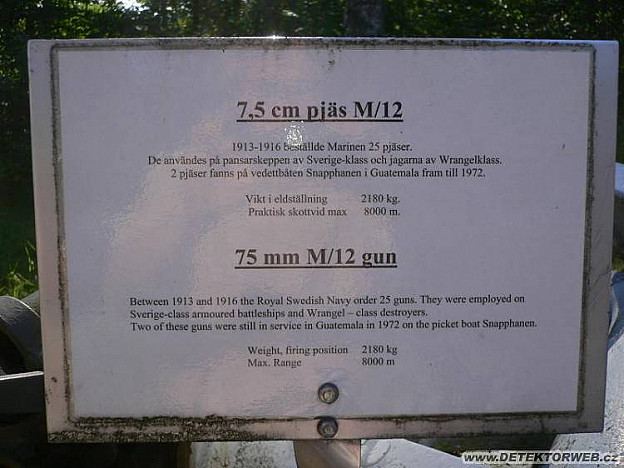 7,5 cm pjäs M/12
1913-1916 beställde Marinen 25 pjäser.
De användes på pansarskeppen av Sverige-klass och jagarna av Wrangelklass.
2 pjäser fanns på vedettbåten Snapphanen i Guatemala fram till 1972.
Vikt i eldställning 2180 kg.
Praktisk skottvid max 8000 m.
75 mm M/12 gun
Between 1913 and 1916 the Royal Swedish Navy order 25 guns. They were employed on
Sverige-class armoured battleships and Wrangel – class destroyers.
Two of these guns were still in service in Guatemala in 1972 on the picket boat Snapphanen.
Weight, firing position 2180 kg
Max. Range 8000 m
www.DETEKTORWEB.cz